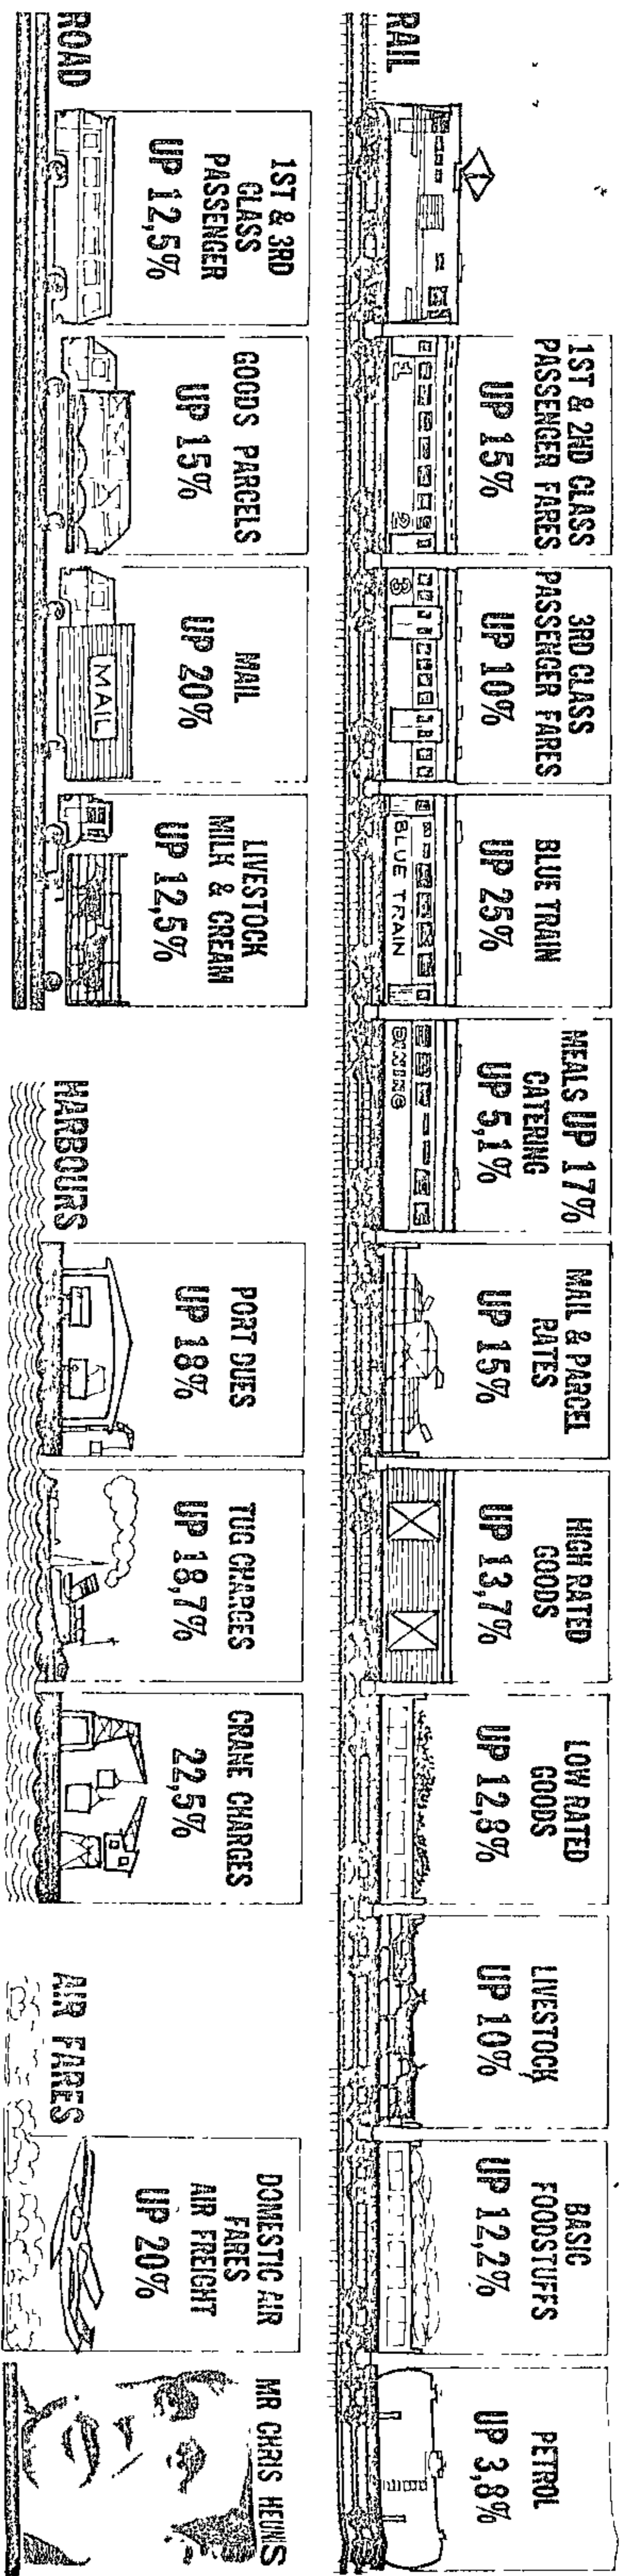 RAIL
1ST & 2ND CLASS
PASSENGER FARES
UP 15%
1
2
3RD CLASS
PASSENGER FARES
UP 10%
3
BLUE TRAIN
UP 25%
BLUE TRAIN
MEALS UP 17%
CATERING
UP 5,1%
DINING
MAIL & PARCEL
RATES
UP 15%
HIGH RATED
GOODS
UP 13,7%
LOW RATED
GOODS
UP 12,8%
LIVESTOCK
UP 10%
BASIC
FOODSTUFFS
UP 12,2%
PETROL
UP 3,8%
ROAD
1ST & 3RD
CLASS
PASSENGER
UP 12,5%
GOODS PARCELS
UP 15%
MAIL
UP 20%
MAIL
LIVESTOCK
MILK & CREAM
UP 12,5%
HARBOURS
PORT DUES
UP 18%
TUG CHARGES
UP 18,7%
CRANE CHARGES
22,5%
AIR FARES
DOMESTIC AIR
FARES
AIR FREIGHT
UP 20%
MR CHRIS HEUNIS